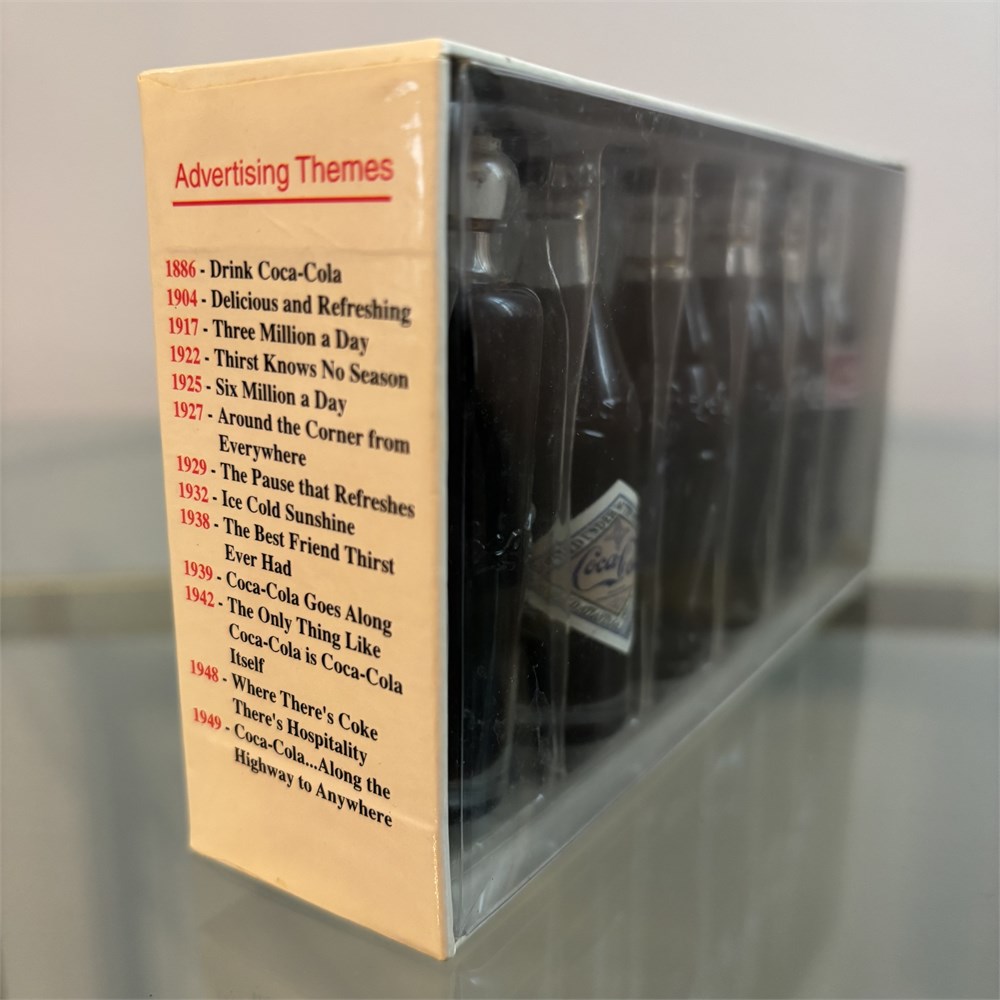 Advertising Themes
1886 - Drink Coca-Cola
1904 - Delicious and Refreshing
1917 - Three Million a Day
1922 - Thirst Knows No Season
1925 - Six Million a Day
1927 - Around the Corner from
Everywhere
1929 - The Pause that Refreshes
1932 - Ice Cold Sunshine
1938 - The Best Friend Thirst
Ever Had
1939 - Coca-Cola Goes Along
1942 - The Only Thing Like
Coca-Cola is Coca-Cola
Itself
1948 - Where There's Coke
There's Hospitality
1949 - Coca-Cola...Along the
Highway to Anywhere